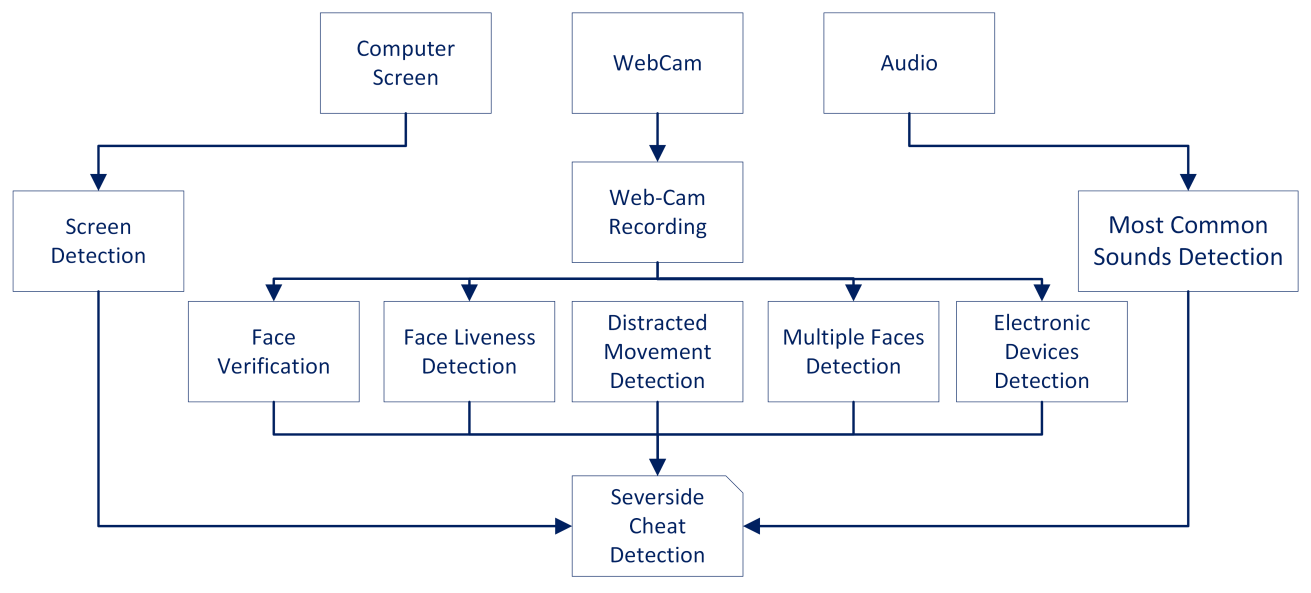 Computer
Screen
WebCam
Audio
Screen
Detection
Web-Cam
Recording
Most Common
Sounds Detection
Face
Verification
Face Liveness
Detection
Distracted
Movement
Detection
Multiple Faces
Detection
Electronic
Devices
Detection
Severside
Cheat
Detection